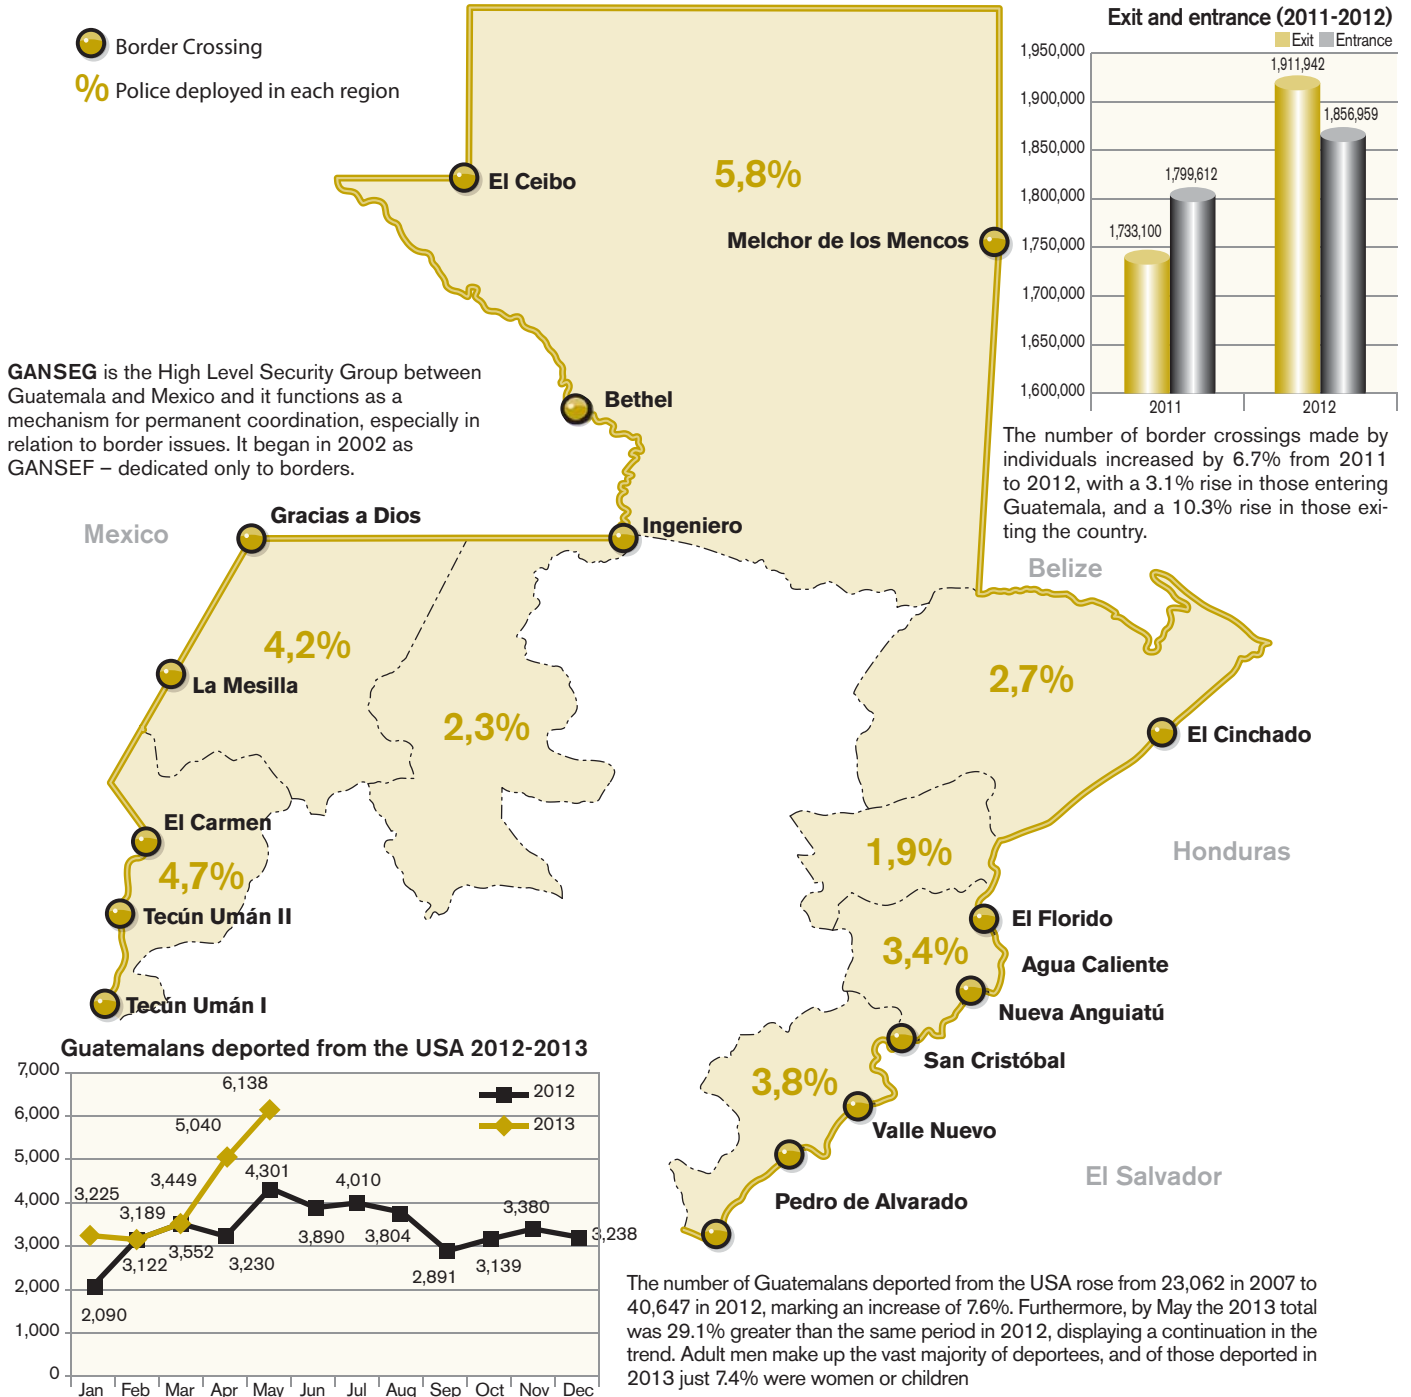 Border Crossing
% Police deployed in each region
Exit and entrance (2011-2012)
Exit Entrance
1,950,000
1,900,000
1,850,000
1,800,000
1,750,000
1,700,000
1,650,000
1,600,000
1,733,100
1,799,612
1,911,942
1,856,959
2011 2012
The number of border crossings made by
individuals increased by 6.7% from 2011
to 2012, with a 3.1% rise in those entering
Guatemala, and a 10.3% rise in those exi-
ting the country.
El Ceibo
5,8%
Melchor de los Mencos
GANSEG is the High Level Security Group between
Guatemala and Mexico and it functions as a
mechanism for permanent coordination, especially in
relation to border issues. It began in 2002 as
GANSEF – dedicated only to borders.
Bethel
Mexico
Gracias a Dios
Ingeniero
Belize
4,2%
La Mesilla
2,3%
2,7%
El Cinchado
El Carmen
4,7%
1,9%
Honduras
Tecún Umán II
El Florido
3,4%
Agua Caliente
Tecún Umán I
Nueva Anguiatú
San Cristóbal
3,8%
Valle Nuevo
El Salvador
Pedro de Alvarado
Guatemalans deported from the USA 2012-2013
7,000
6,000
5,000
4,000
3,000
2,000
1,000
0
2012
2013
6,138
5,040
3,449
3,225
3,189
4,301
4,010
3,380
3,238
3,122
3,552
3,230
3,890
3,804
2,891
3,139
2,090
Jan Feb Mar Apr May Jun Jul Aug Sep Oct Nov Dec
The number of Guatemalans deported from the USA rose from 23,062 in 2007 to
40,647 in 2012, marking an increase of 7.6%. Furthermore, by May the 2013 total
was 29.1% greater than the same period in 2012, displaying a continuation in the
trend. Adult men make up the vast majority of deportees, and of those deported in
2013 just 7.4% were women or children